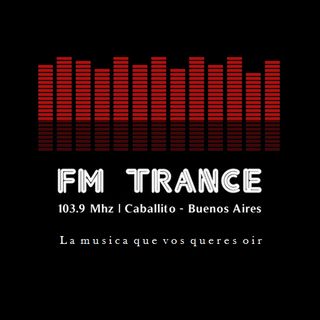 FM TRANCE
103.9 Mhz | Caballito - Buenos Aires
La musica que vos queres oir